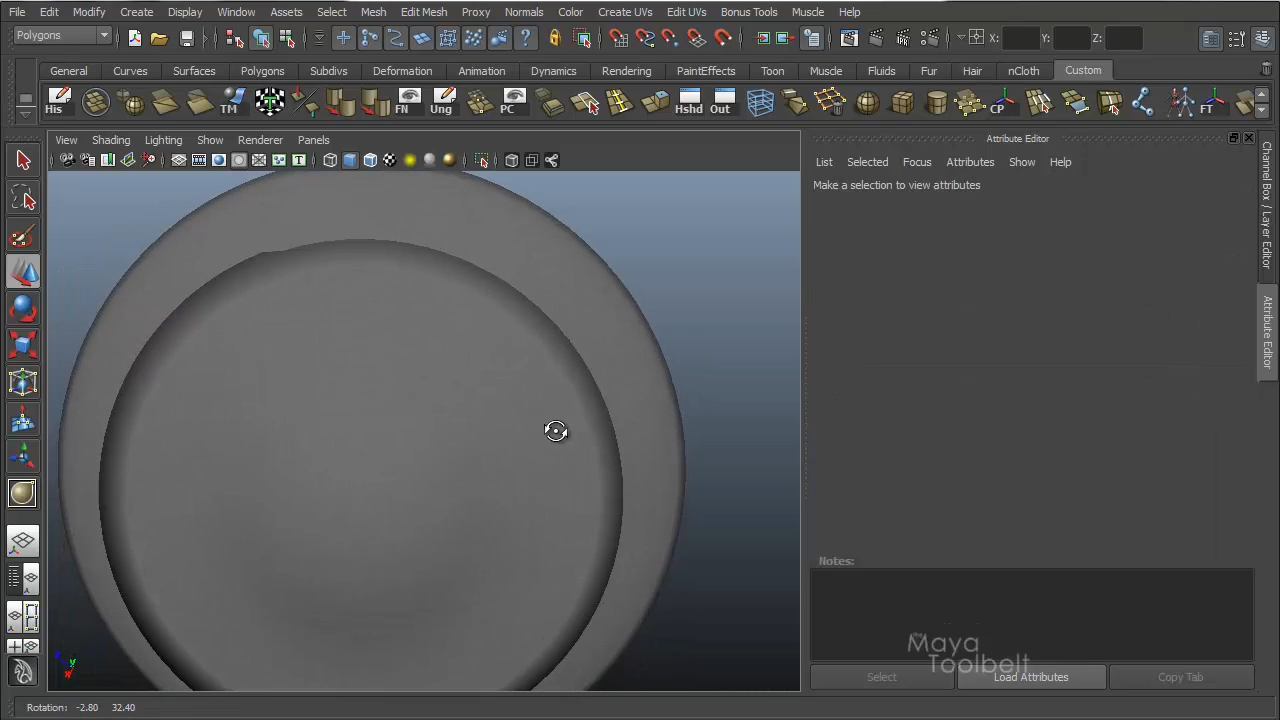 File Edit Modify Create Display Window Assets Select Mesh Edit Mesh Proxy Normals Color Create UVs Edit UVs Bonus Tools Muscle Help
Polygons X: Y: Z:
General Curves Surfaces Polygons Subdivs Deformation Animation Dynamics Rendering PaintEffects Toon Muscle Fluids Fur Hair nCloth Custom
His TM FN Ung PC Hshd Out CP FT
View Shading Lighting Show Renderer Panels
Attribute Editor
List Selected Focus Attributes Show Help
Make a selection to view attributes
Channel Box / Layer Editor
Attribute Editor
Notes:
the Maya
Toolbelt
Select Load Attributes Copy Tab
Rotation: -2.80 32.40